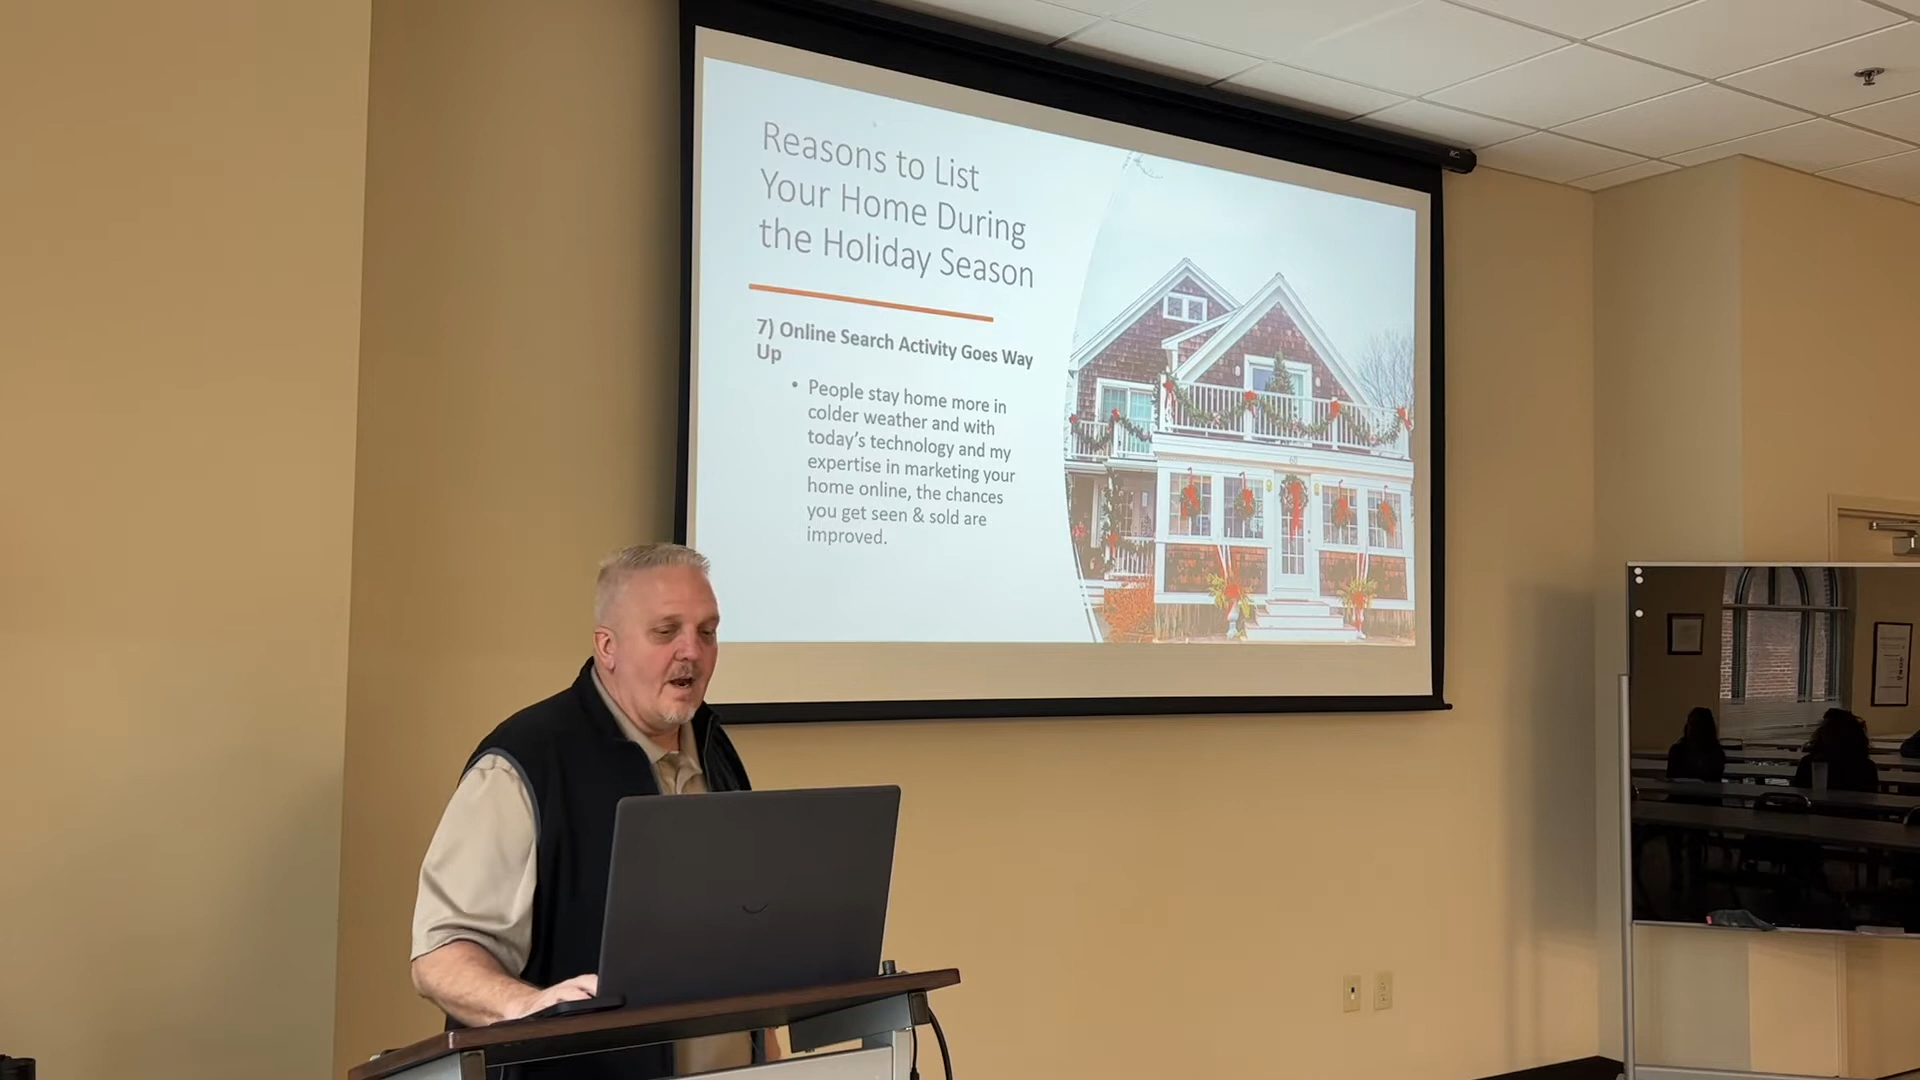 Reasons to List
Your Home During
the Holiday Season
7) Online Search Activity Goes Way
Up
• People stay home more in
colder weather and with
today's technology and my
expertise in marketing your
home online, the chances
you get seen & sold are
improved.
60